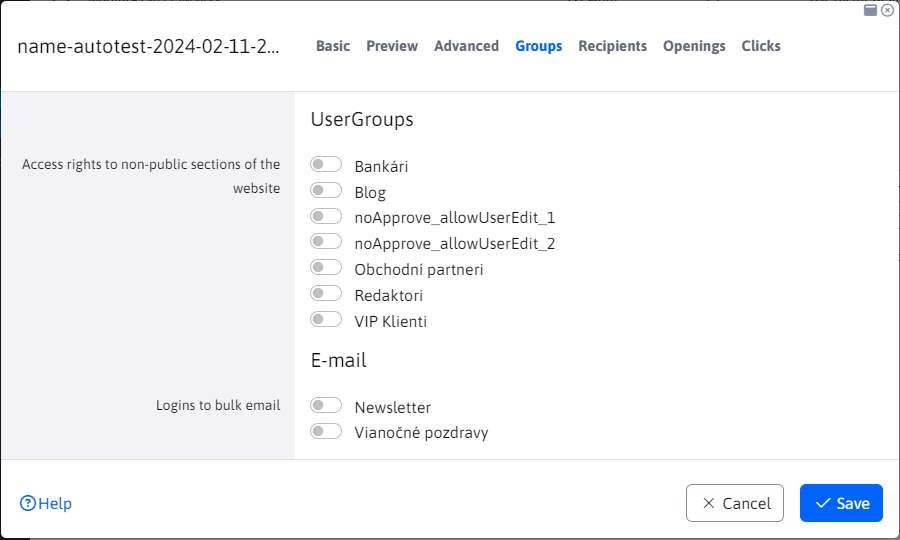 name-autotest-2024-02-11-2...
Basic Preview Advanced Groups Recipients Openings Clicks
UserGroups
Access rights to non-public sections of the
website
Bankári
Blog
noApprove_allowUserEdit_1
noApprove_allowUserEdit_2
Obchodní partneri
Redaktori
VIP Klienti
E-mail
Logins to bulk email
Newsletter
Vianočné pozdravy
Help
Cancel
Save